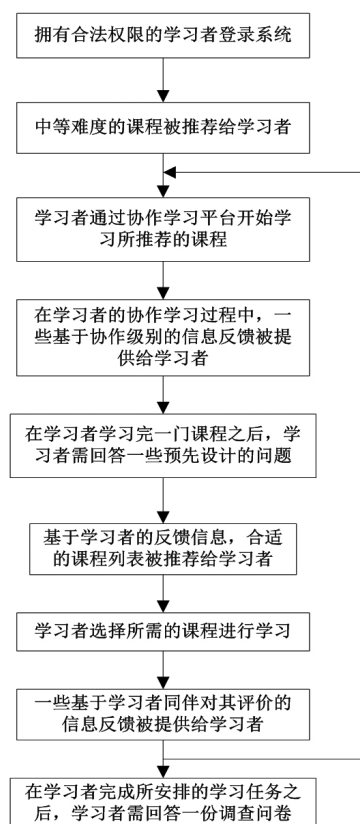 拥有合法权限的学习者登录系统
中等难度的课程被推荐给学习者
学习者通过协作学习平台开始学
习所推荐的课程
在学习者的协作学习过程中，一
些基于协作级别的信息反馈被提
供给学习者
在学习者学习完一门课程之后，学
习者需回答一些预先设计的问题
基于学习者的反馈信息，合适
的课程列表被推荐给学习者
学习者选择所需的课程进行学习
一些基于学习者同伴对其评价的
信息反馈被提供给学习者
在学习者完成所安排的学习任务之
后，学习者需回答一份调查问卷